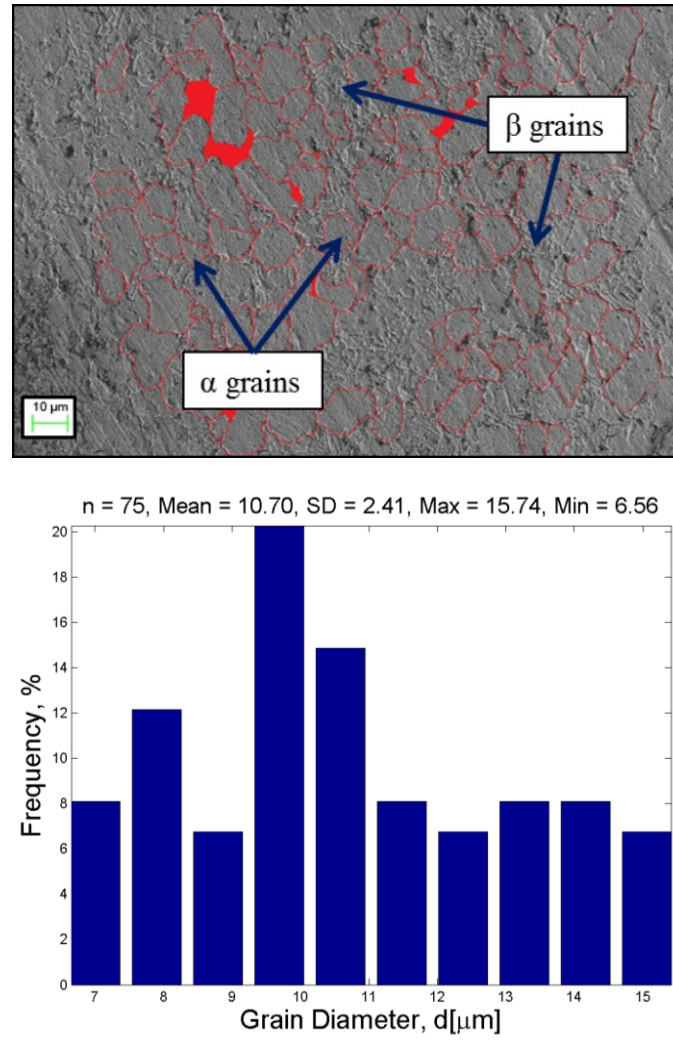 β grains
α grains
10 μm
n = 75, Mean = 10.70, SD = 2.41, Max = 15.74, Min = 6.56
20
18
16
14
12
10
8
6
4
2
0
Frequency, %
7 8 9 10 11 12 13 14 15
Grain Diameter, d[μm]